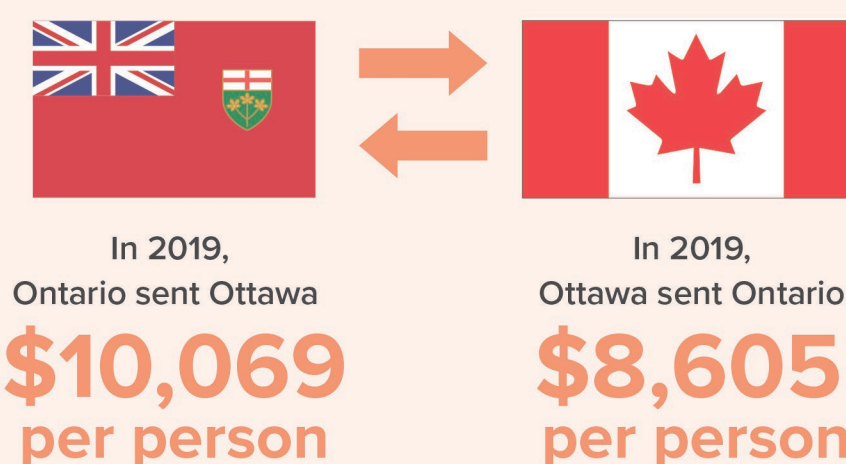 In 2019,
Ontario sent Ottawa
$10,069
per person
In 2019,
Ottawa sent Ontario
$8,605
per person